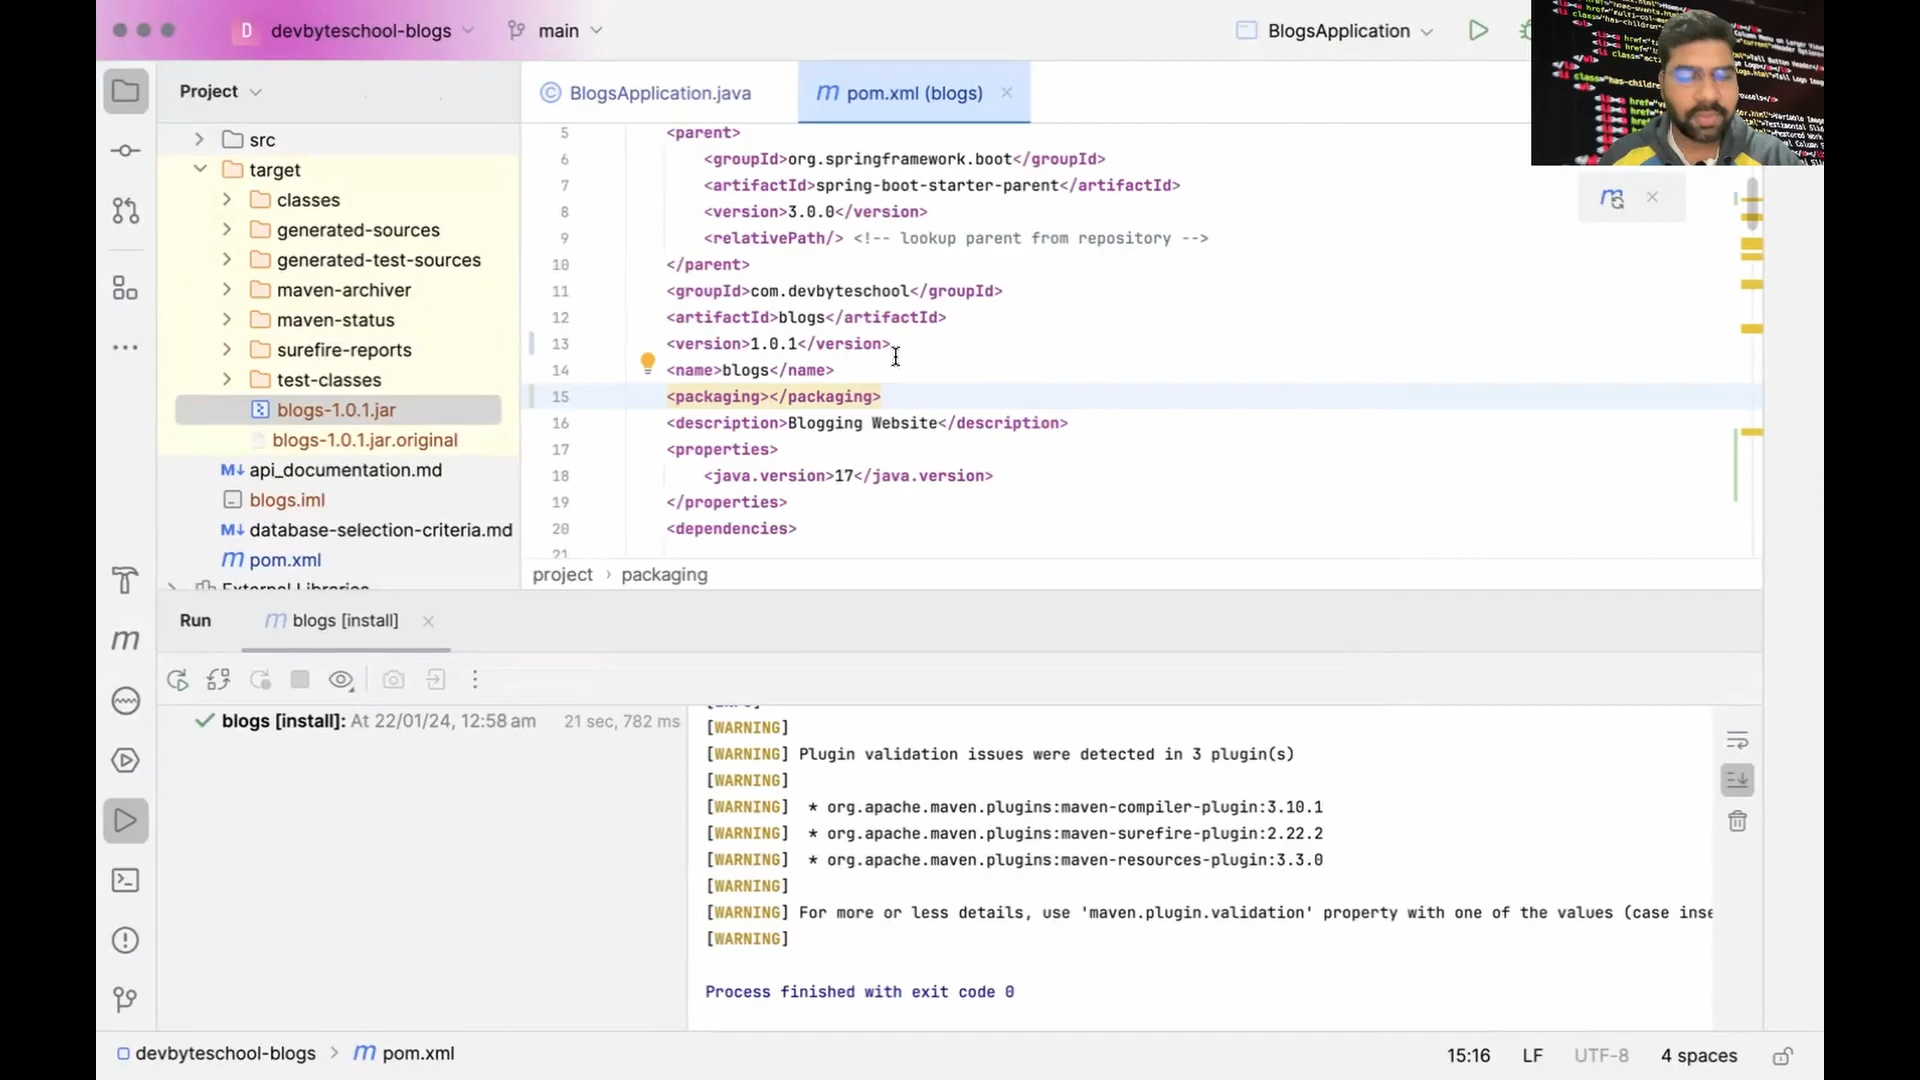 D devbyteschool-blogs
main
BlogsApplication
Project
BlogsApplication.java
pom.xml (blogs)
src
target
classes
generated-sources
generated-test-sources
maven-archiver
maven-status
surefire-reports
test-classes
blogs-1.0.1.jar
blogs-1.0.1.jar.original
api_documentation.md
blogs.iml
database-selection-criteria.md
pom.xml
External Libraries
5 <parent>
6 <groupId>org.springframework.boot</groupId>
7 <artifactId>spring-boot-starter-parent</artifactId>
8 <version>3.0.0</version>
9 <relativePath/> <!-- lookup parent from repository -->
10 </parent>
11 <groupId>com.devbyteschool</groupId>
12 <artifactId>blogs</artifactId>
13 <version>1.0.1</version>
14 <name>blogs</name>
15 <packaging></packaging>
16 <description>Blogging Website</description>
17 <properties>
18 <java.version>17</java.version>
19 </properties>
20 <dependencies>
21
project › packaging
Run
blogs [install]
blogs [install]: At 22/01/24, 12:58 am 21 sec, 782 ms
[WARNING]
[WARNING] Plugin validation issues were detected in 3 plugin(s)
[WARNING]
[WARNING] * org.apache.maven.plugins:maven-compiler-plugin:3.10.1
[WARNING] * org.apache.maven.plugins:maven-surefire-plugin:2.22.2
[WARNING] * org.apache.maven.plugins:maven-resources-plugin:3.3.0
[WARNING]
[WARNING] For more or less details, use 'maven.plugin.validation' property with one of the values (case inse
[WARNING]
Process finished with exit code 0
devbyteschool-blogs > pom.xml
15:16 LF UTF-8 4 spaces